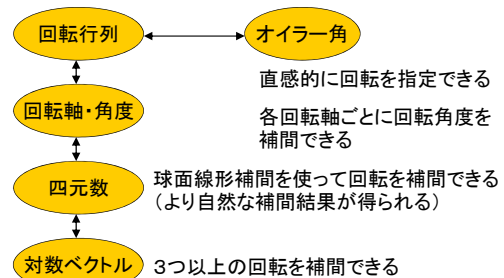 回転行列
オイラー角
直感的に回転を指定できる
回転軸・角度
各回転軸ごとに回転角度を
補間できる
四元数
球面線形補間を使って回転を補間できる
（より自然な補間結果が得られる）
対数ベクトル
3つ以上の回転を補間できる